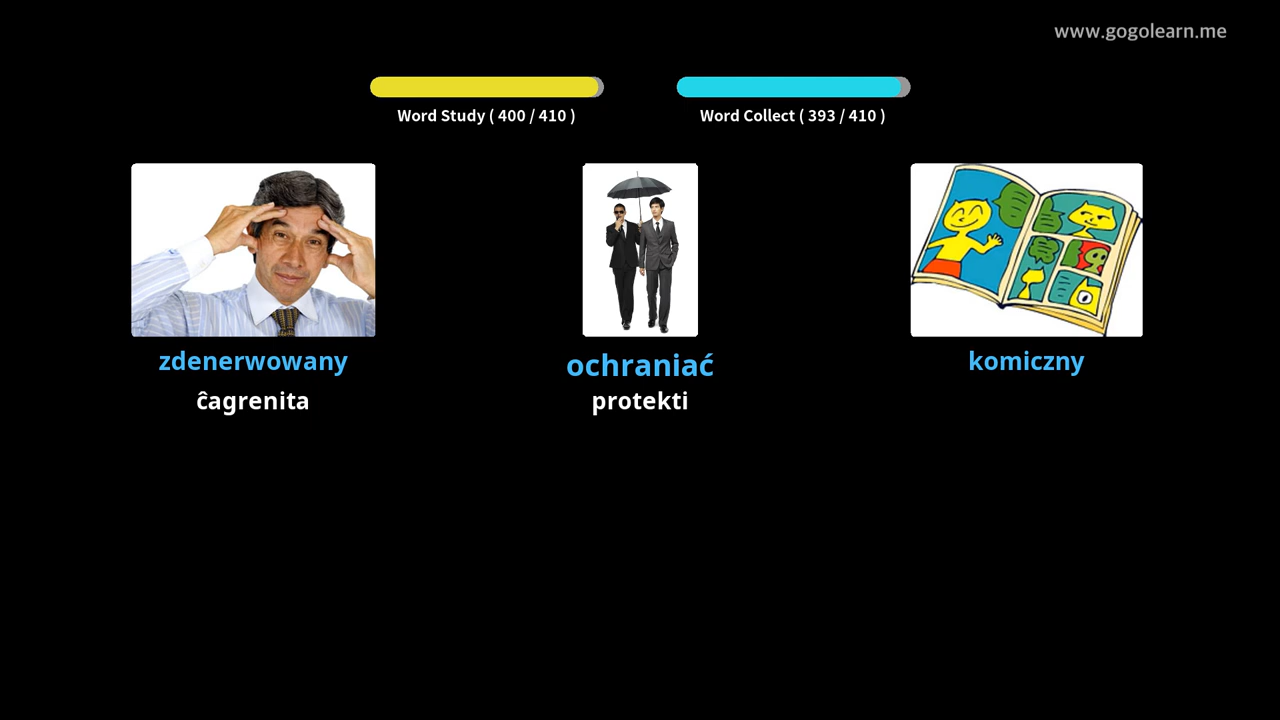 www.gogolearn.me
Word Study ( 400 / 410 )
Word Collect ( 393 / 410 )
zdenerwowany
ochraniać
komiczny
ĉagrenita
protekti